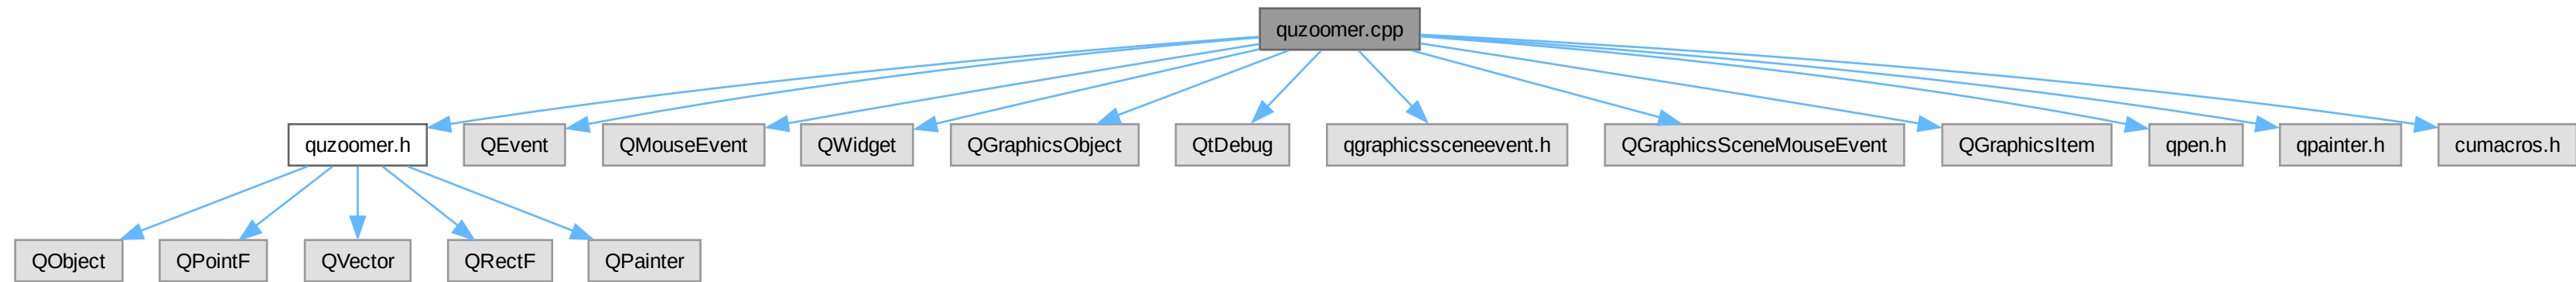 quzoomer.cpp
quzoomer.h
QEvent
QMouseEvent
QWidget
QGraphicsObject
QtDebug
qgraphicssceneevent.h
QGraphicsSceneMouseEvent
QGraphicsItem
qpen.h
qpainter.h
cumacros.h
QObject
QPointF
QVector
QRectF
QPainter